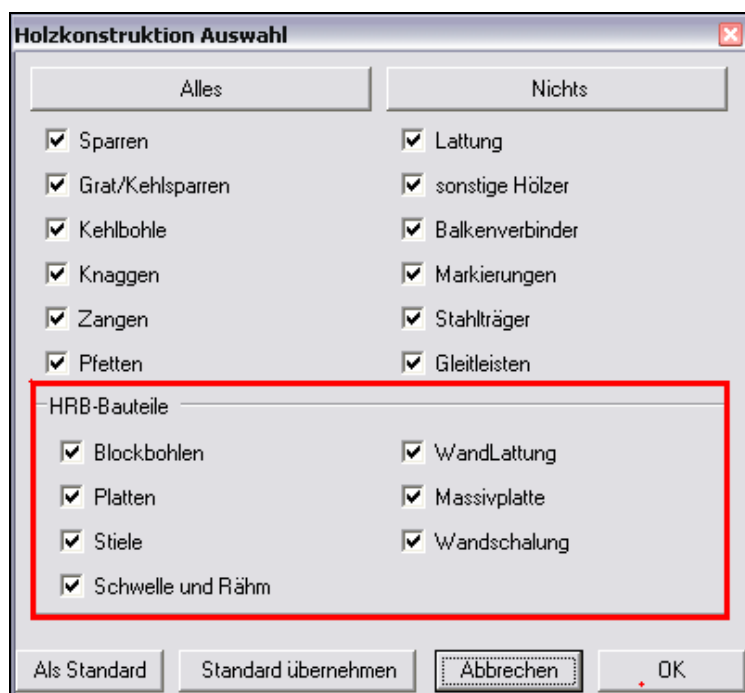 Holzkonstruktion Auswahl
Alles
Nichts
Sparren
Lattung
Grat/Kehlsparren
sonstige Hölzer
Kehlbohle
Balkenverbinder
Knaggen
Markierungen
Zangen
Stahlträger
Pfetten
Gleitleisten
HRB-Bauteile
Blockbohlen
WandLattung
Platten
Massivplatte
Stiele
Wandschalung
Schwelle und Rähm
Als Standard
Standard übernehmen
Abbrechen
OK